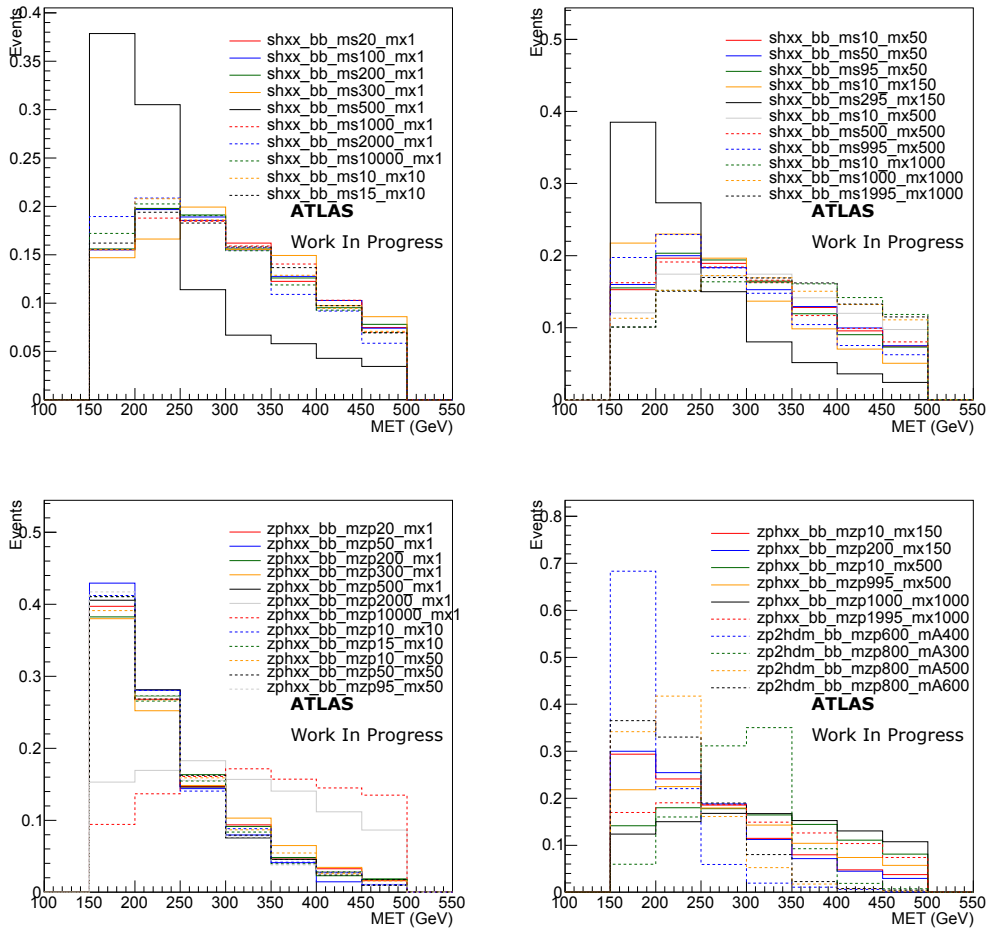 Events
0.4
0.35
0.3
0.25
0.2
0.15
0.1
0.05
0
shxx_bb_ms20_mx1
shxx_bb_ms100_mx1
shxx_bb_ms200_mx1
shxx_bb_ms300_mx1
shxx_bb_ms500_mx1
shxx_bb_ms1000_mx1
shxx_bb_ms2000_mx1
shxx_bb_ms10000_mx1
shxx_bb_ms10_mx10
shxx_bb_ms15_mx10
ATLAS
Work In Progress
100 150 200 250 300 350 400 450 500 550
MET (GeV)
Events
0.5
0.4
0.3
0.2
0.1
0
shxx_bb_ms10_mx50
shxx_bb_ms50_mx50
shxx_bb_ms95_mx50
shxx_bb_ms10_mx150
shxx_bb_ms295_mx150
shxx_bb_ms10_mx500
shxx_bb_ms500_mx500
shxx_bb_ms995_mx500
shxx_bb_ms10_mx1000
shxx_bb_ms1000_mx1000
shxx_bb_ms1995_mx1000
ATLAS
Work In Progress
100 150 200 250 300 350 400 450 500 550
MET (GeV)
Events
0.5
0.4
0.3
0.2
0.1
0
zphxx_bb_mzp20_mx1
zphxx_bb_mzp50_mx1
zphxx_bb_mzp200_mx1
zphxx_bb_mzp300_mx1
zphxx_bb_mzp500_mx1
zphxx_bb_mzp2000_mx1
zphxx_bb_mzp10000_mx1
zphxx_bb_mzp10_mx10
zphxx_bb_mzp15_mx10
zphxx_bb_mzp10_mx50
zphxx_bb_mzp50_mx50
zphxx_bb_mzp95_mx50
ATLAS
Work In Progress
100 150 200 250 300 350 400 450 500 550
MET (GeV)
Events
0.8
0.7
0.6
0.5
0.4
0.3
0.2
0.1
0
zphxx_bb_mzp10_mx150
zphxx_bb_mzp200_mx150
zphxx_bb_mzp10_mx500
zphxx_bb_mzp995_mx500
zphxx_bb_mzp1000_mx1000
zphxx_bb_mzp1995_mx1000
zp2hdm_bb_mzp600_mA400
zp2hdm_bb_mzp800_mA300
zp2hdm_bb_mzp800_mA500
zp2hdm_bb_mzp800_mA600
ATLAS
Work In Progress
100 150 200 250 300 350 400 450 500 550
MET (GeV)